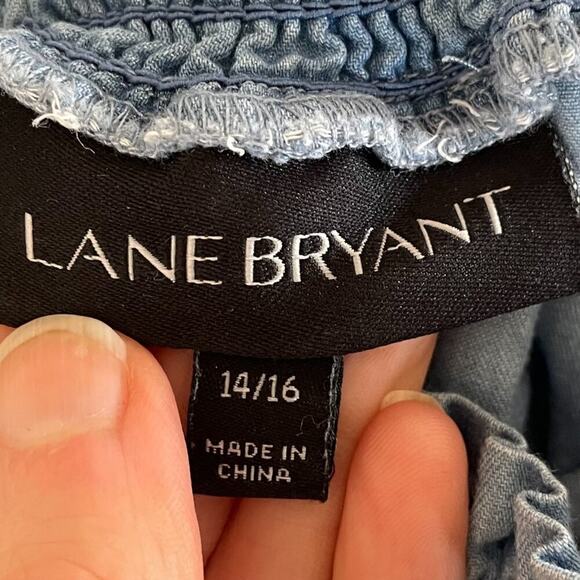 LANE BRYANT
14/16
MADE IN
CHINA